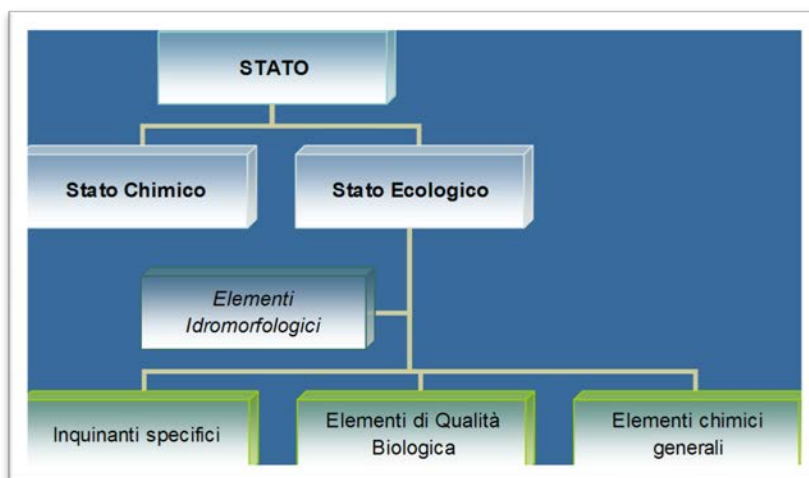 STATO
Stato Chimico
Stato Ecologico
Elementi
Idromorfologici
Inquinanti specifici
Elementi di Qualità
Biologica
Elementi chimici
generali